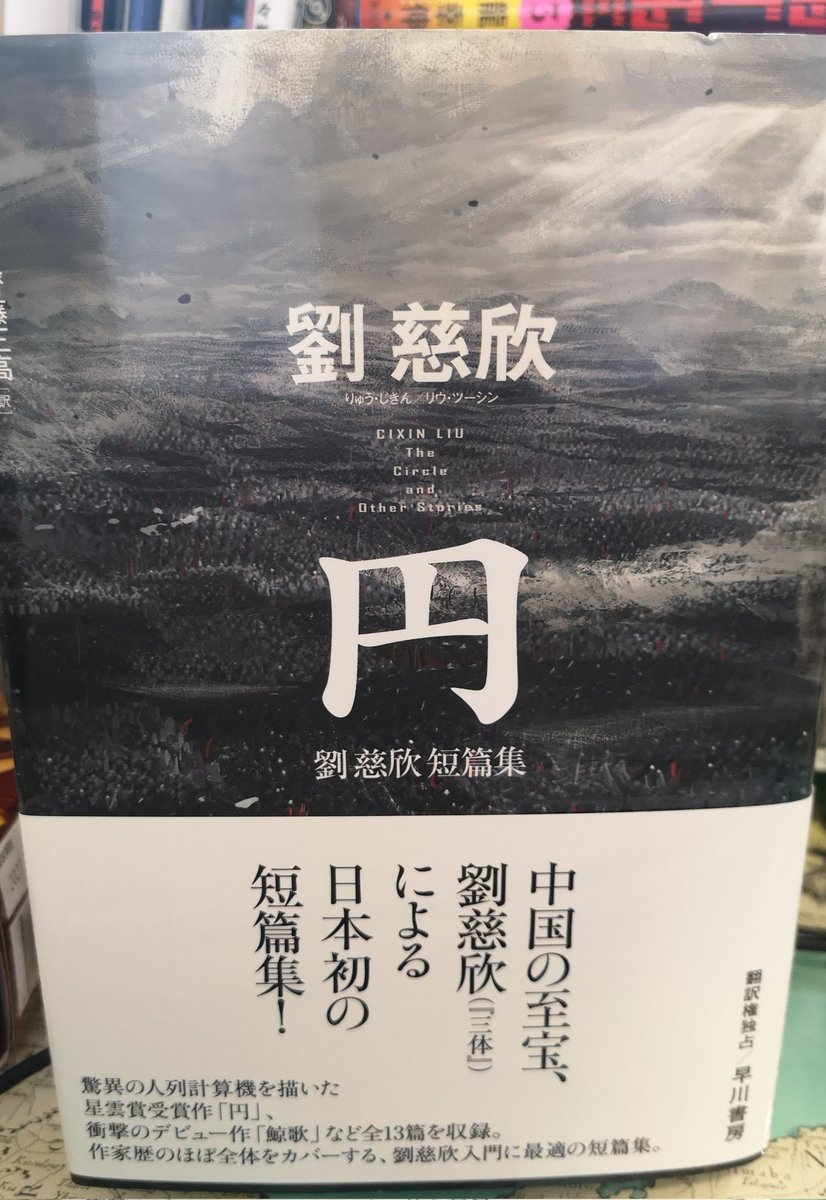 劉 慈欣
りゅう・じきん／リウ・ツーシン
CIXIN LIU
The
Circle
and
Other Stories
円
劉 慈欣 短篇集
中国の至宝、
劉慈欣（『三体』）
による
日本初の
短篇集！
翻訳権独占／早川書房
驚異の人列計算機を描いた
星雲賞受賞作「円」、
衝撃のデビュー作「鯨歌」など全13篇を収録。
作家歴のほぼ全体をカバーする、劉慈欣入門に最適の短篇集。